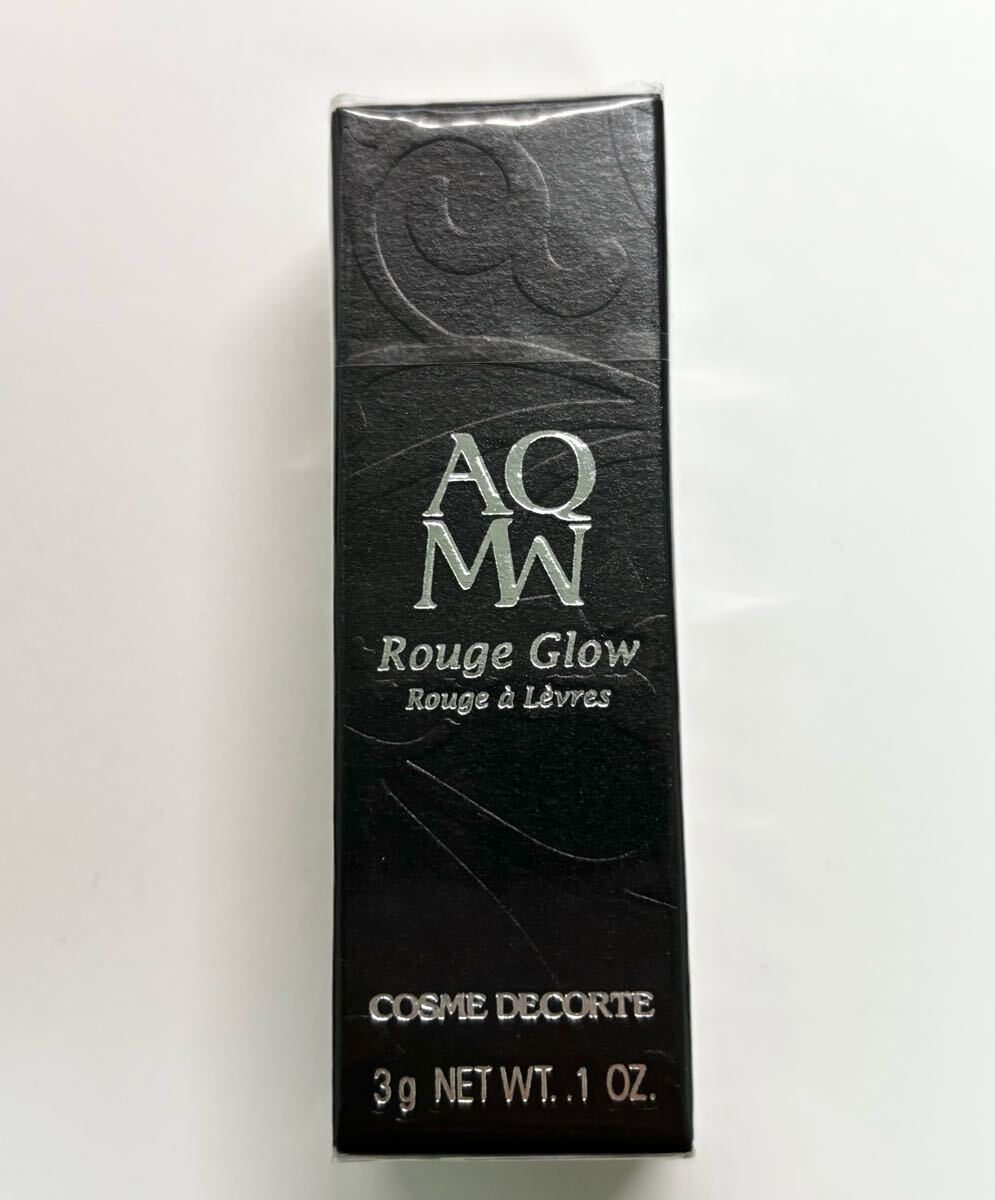 AQ
MW
Rouge Glow
Rouge à Lèvres
COSME DECORTE
3g NET WT. .1 OZ.